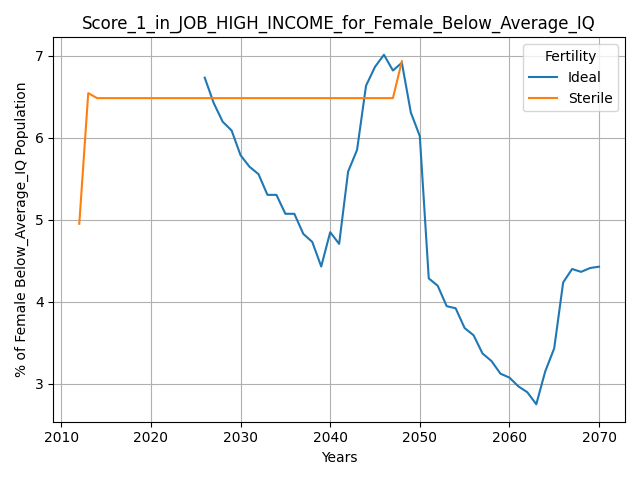 Score_1_in_JOB_HIGH_INCOME_for_Female_Below_Average_IQ
% of Female Below_Average_IQ Population
7
6
5
4
3
Fertility
Ideal
Sterile
2010 2020 2030 2040 2050 2060 2070
Years